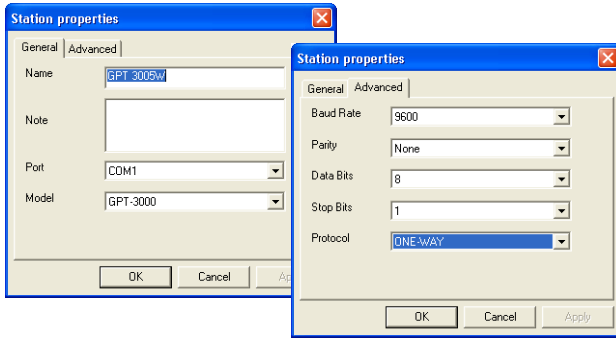 Station properties
General Advanced
Name GPT 3005W
Note
Port COM1
Model GPT-3000
OK Cancel Ap
Station properties
General Advanced
Baud Rate 9600
Parity None
Data Bits 8
Stop Bits 1
Protocol ONE-WAY
OK Cancel Apply